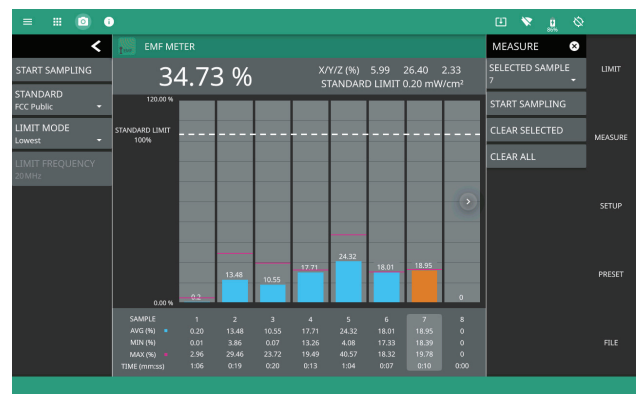 86%
EMF METER
MEASURE
START SAMPLING
STANDARD
FCC Public
LIMIT MODE
Lowest
LIMIT FREQUENCY
20 MHz
34.73 %
X/Y/Z (%) 5.99 26.40 2.33
STANDARD LIMIT 0.20 mW/cm²
120.00 %
STANDARD LIMIT
100%
0.00 %
0.2 13.48 10.55 17.71 24.32 18.01 18.95 0
SAMPLE 1 2 3 4 5 6 7 8
AVG (%) 0.20 13.48 10.55 17.71 24.32 18.01 18.95 0
MIN (%) 0.01 3.86 0.07 13.26 4.08 17.33 18.39 0
MAX (%) 2.96 29.46 23.72 19.49 40.57 18.32 19.78 0
TIME (mm:ss) 1:06 0:19 0:20 0:13 1:04 0:07 0:10 0:00
SELECTED SAMPLE
7
START SAMPLING
CLEAR SELECTED
CLEAR ALL
LIMIT
MEASURE
SETUP
PRESET
FILE